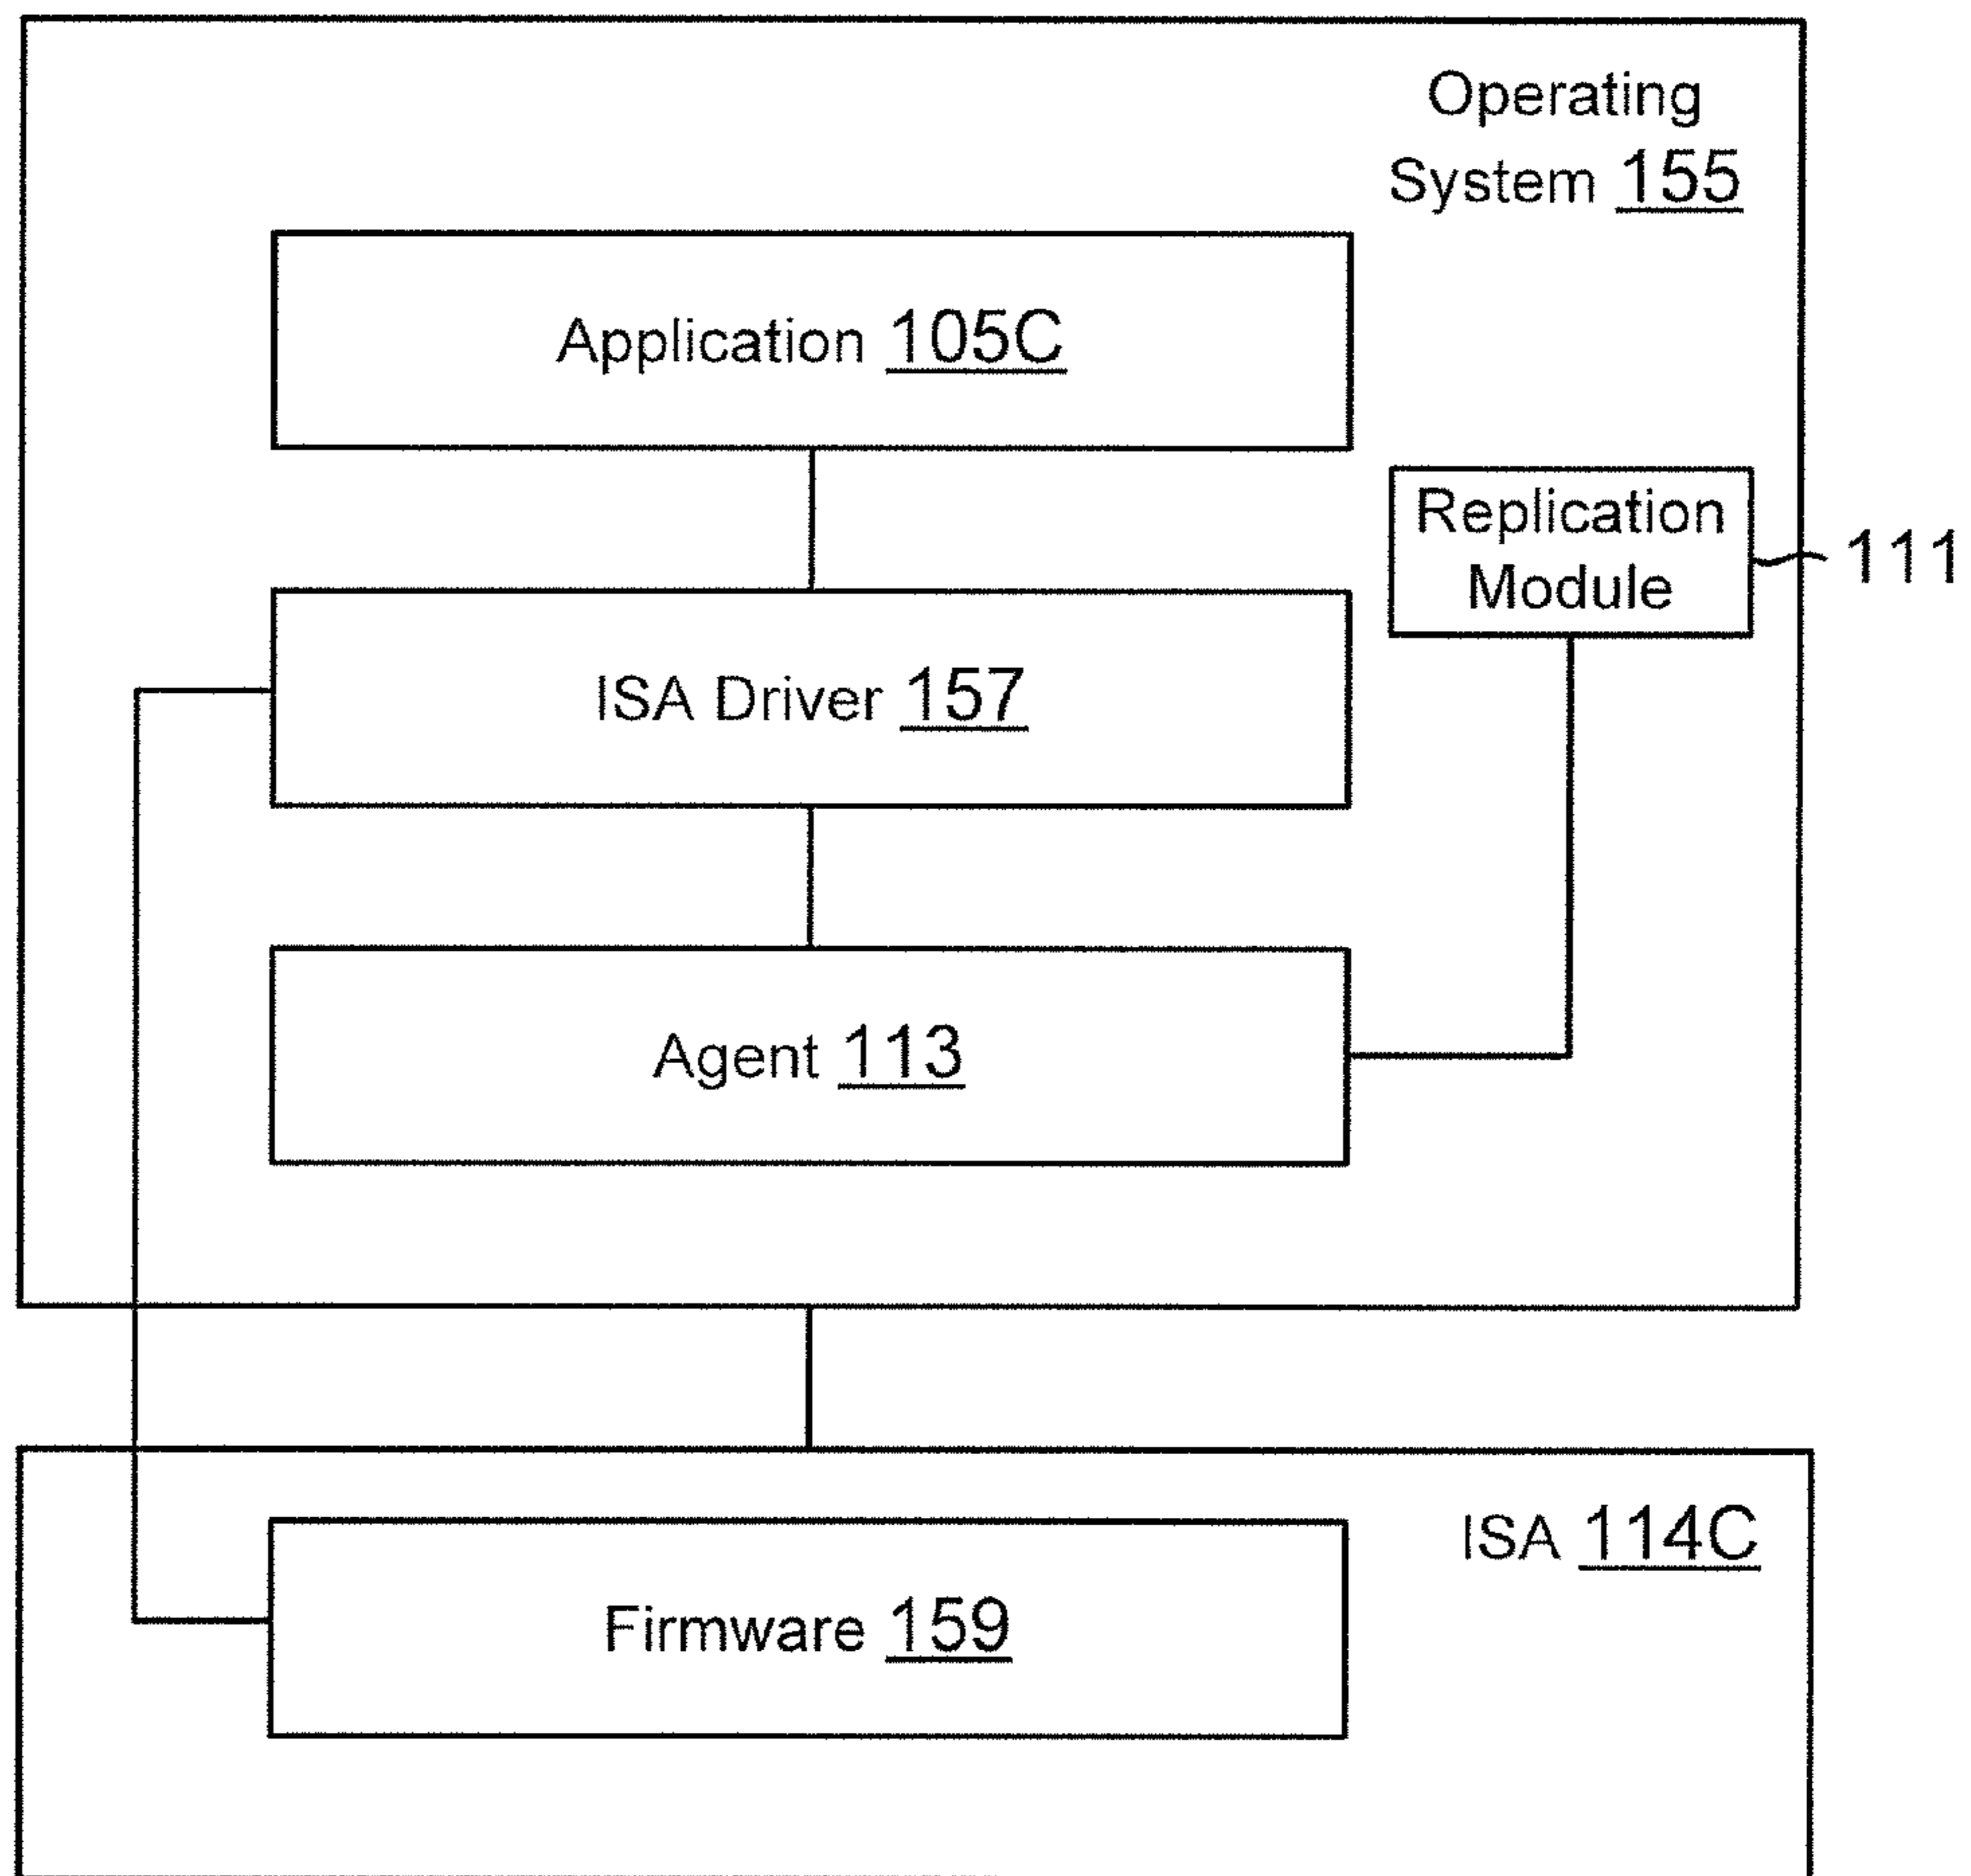 Operating
System 155
Application 105C
Replication
Module
111
ISA Driver 157
Agent 113
ISA 114C
Firmware 159